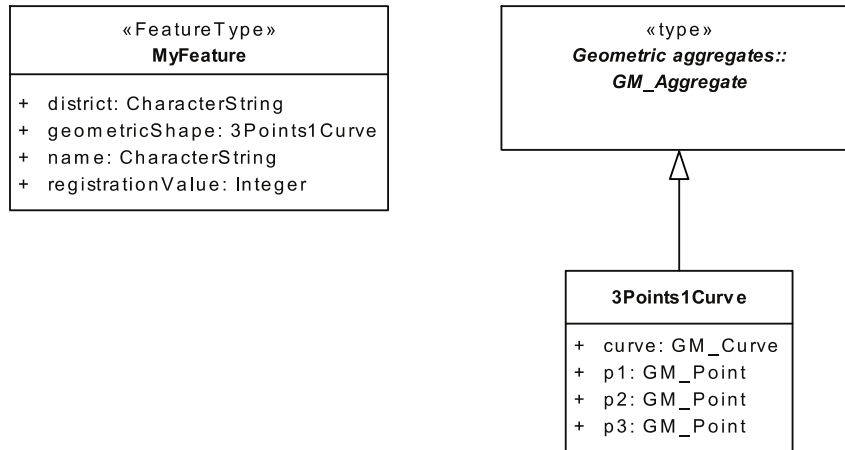 «FeatureType»
MyFeature
+ district: CharacterString
+ geometricShape: 3Points1Curve
+ name: CharacterString
+ registrationValue: Integer
«type»
Geometric aggregates::
GM_Aggregate
3Points1Curve
+ curve: GM_Curve
+ p1: GM_Point
+ p2: GM_Point
+ p3: GM_Point